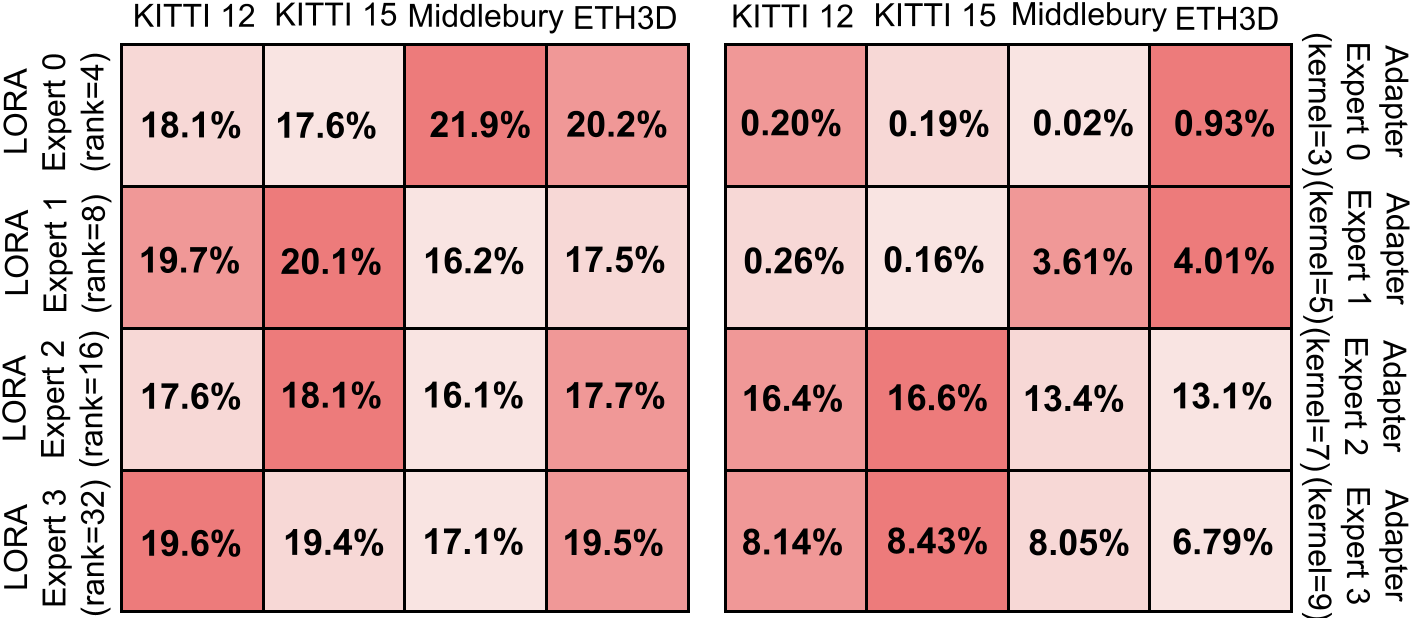 KITTI 12 KITTI 15 Middlebury ETH3D
LORA
Expert 0
(rank=4)
18.1% 17.6% 21.9% 20.2%
LORA
Expert 1
(rank=8)
19.7% 20.1% 16.2% 17.5%
LORA
Expert 2
(rank=16)
17.6% 18.1% 16.1% 17.7%
LORA
Expert 3
(rank=32)
19.6% 19.4% 17.1% 19.5%
KITTI 12 KITTI 15 Middlebury ETH3D
0.20% 0.19% 0.02% 0.93%
Adapter
Expert 0
(kernel=3)
0.26% 0.16% 3.61% 4.01%
Adapter
Expert 1
(kernel=5)
16.4% 16.6% 13.4% 13.1%
Adapter
Expert 2
(kernel=7)
8.14% 8.43% 8.05% 6.79%
Adapter
Expert 3
(kernel=9)